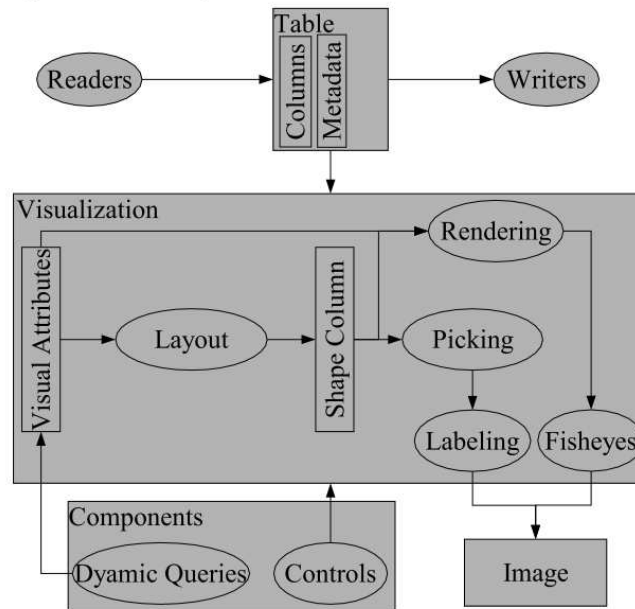 Table
Readers
Columns
Metadata
Writers
Visualization
Rendering
Visual Attributes
Layout
Shape Column
Picking
Labeling
Fisheyes
Components
Dyamic Queries
Controls
Image